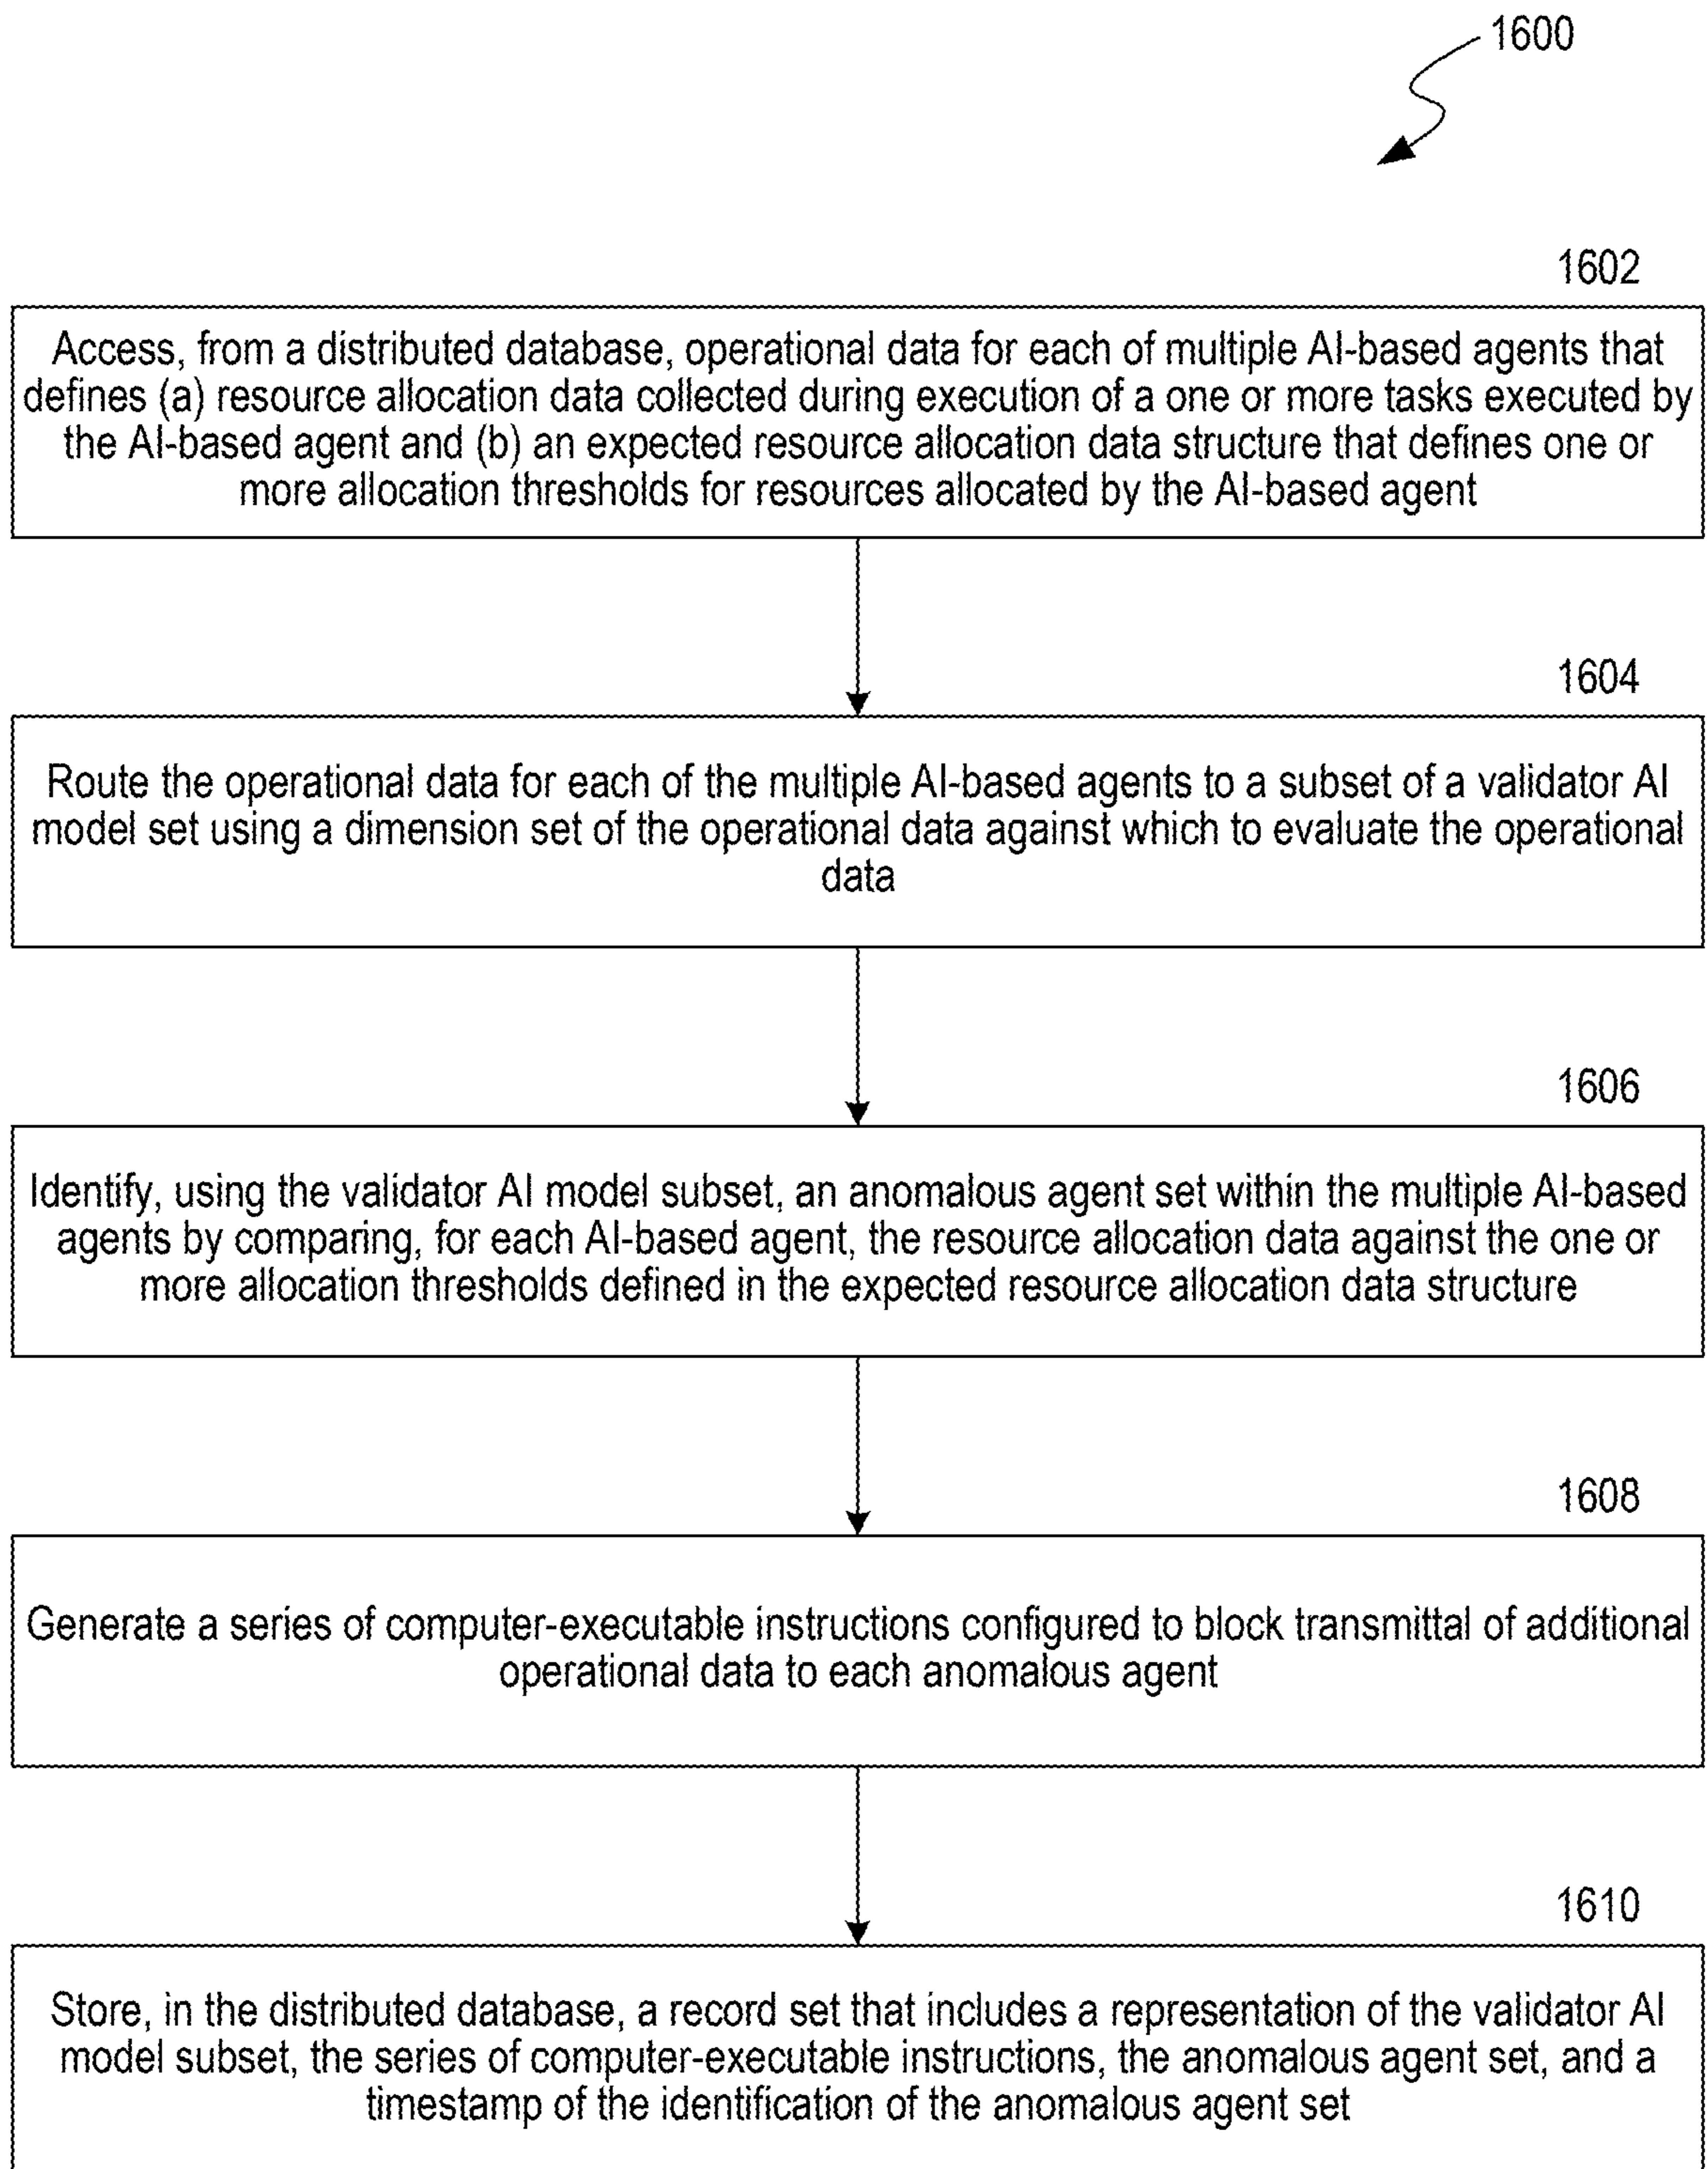 1600
1602
Access, from a distributed database, operational data for each of multiple AI-based agents that
defines (a) resource allocation data collected during execution of a one or more tasks executed by
the AI-based agent and (b) an expected resource allocation data structure that defines one or
more allocation thresholds for resources allocated by the AI-based agent
1604
Route the operational data for each of the multiple AI-based agents to a subset of a validator AI
model set using a dimension set of the operational data against which to evaluate the operational
data
1606
Identify, using the validator AI model subset, an anomalous agent set within the multiple AI-based
agents by comparing, for each AI-based agent, the resource allocation data against the one or
more allocation thresholds defined in the expected resource allocation data structure
1608
Generate a series of computer-executable instructions configured to block transmittal of additional
operational data to each anomalous agent
1610
Store, in the distributed database, a record set that includes a representation of the validator AI
model subset, the series of computer-executable instructions, the anomalous agent set, and a
timestamp of the identification of the anomalous agent set